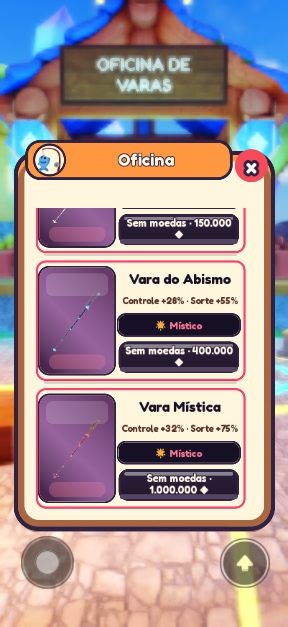 OFICINA DE
VARAS
Oficina
Sem moedas · 150.000
◆
Vara do Abismo
Controle +28% · Sorte +55%
Místico
Sem moedas · 400.000
◆
Vara Mística
Controle +32% · Sorte +75%
Místico
Sem moedas ·
1.000.000 ◆